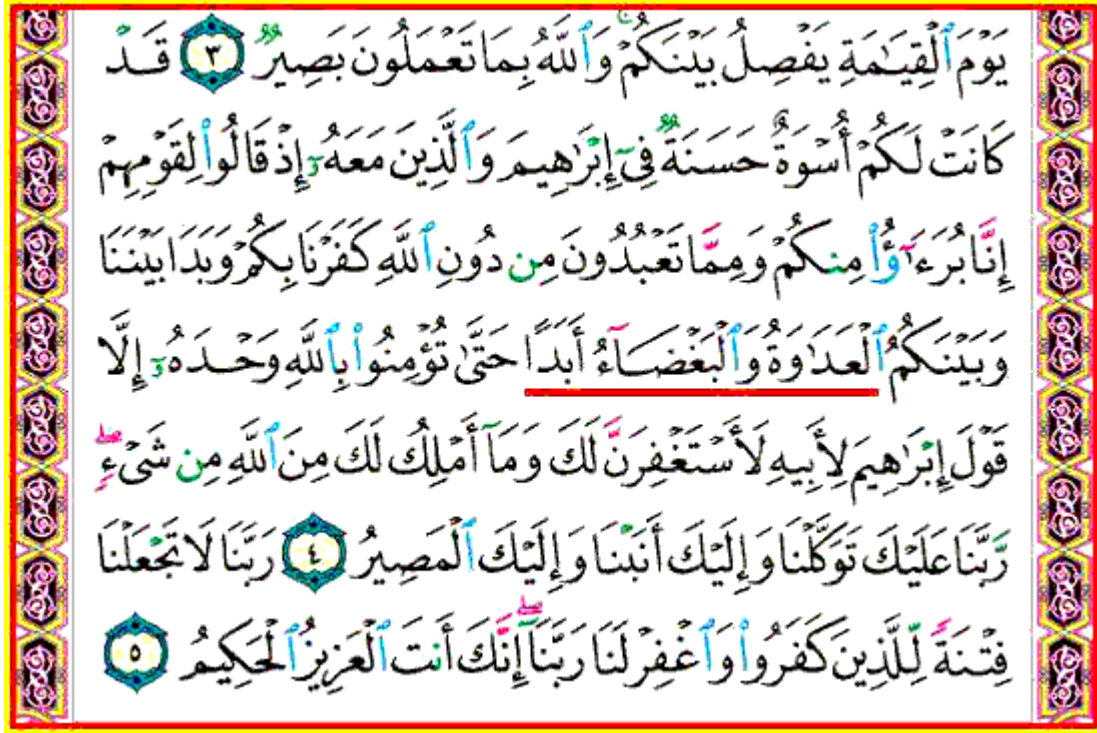 يَوْمَ ٱلْقِيَـٰمَةِ يَفْصِلُ بَيْنَكُمْ ۚ وَٱللَّهُ بِمَا تَعْمَلُونَ بَصِيرٌ ٣ قَدْ
كَانَتْ لَكُمْ أُسْوَةٌ حَسَنَةٌ فِىٓ إِبْرَٰهِيمَ وَٱلَّذِينَ مَعَهُۥٓ إِذْ قَالُوا۟ لِقَوْمِهِمْ
إِنَّا بُرَءَٰٓؤُا۟ مِنكُمْ وَمِمَّا تَعْبُدُونَ مِن دُونِ ٱللَّهِ كَفَرْنَا بِكُمْ وَبَدَا بَيْنَنَا
وَبَيْنَكُمُ ٱلْعَدَٰوَةُ وَٱلْبَغْضَآءُ أَبَدًا حَتَّىٰ تُؤْمِنُوا۟ بِٱللَّهِ وَحْدَهُۥٓ إِلَّا
قَوْلَ إِبْرَٰهِيمَ لِأَبِيهِ لَأَسْتَغْفِرَنَّ لَكَ وَمَآ أَمْلِكُ لَكَ مِنَ ٱللَّهِ مِن شَىْءٍ ۖ
رَّبَّنَا عَلَيْكَ تَوَكَّلْنَا وَإِلَيْكَ أَنَبْنَا وَإِلَيْكَ ٱلْمَصِيرُ ٤ رَبَّنَا لَا تَجْعَلْنَا
فِتْنَةً لِّلَّذِينَ كَفَرُوا۟ وَٱغْفِرْ لَنَا رَبَّنَآ ۖ إِنَّكَ أَنتَ ٱلْعَزِيزُ ٱلْحَكِيمُ ٥